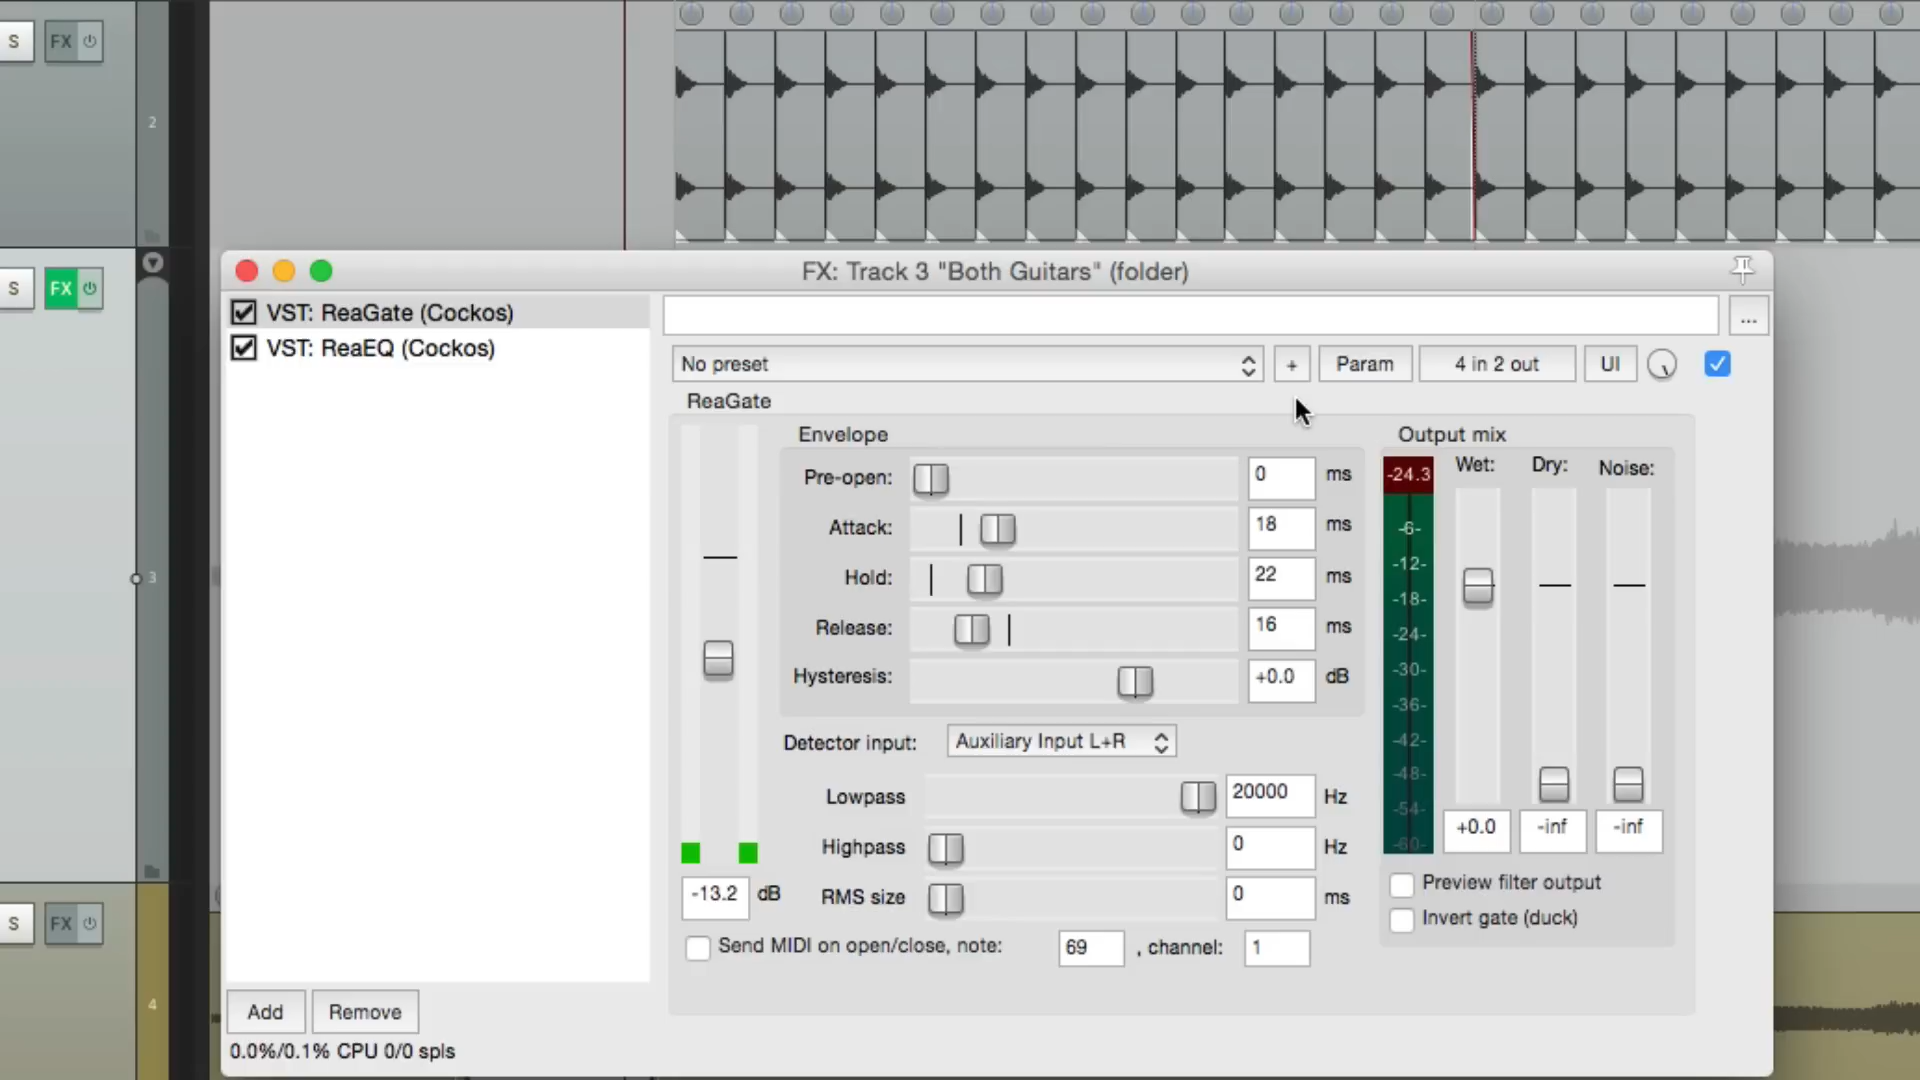 S FX
2
FX: Track 3 "Both Guitars" (folder)
S FX
VST: ReaGate (Cockos)
VST: ReaEQ (Cockos)
...
No preset + Param 4 in 2 out UI
ReaGate
Envelope
Output mix
Pre-open: 0 ms
Attack: 18 ms
Hold: 22 ms
Release: 16 ms
Hysteresis: +0.0 dB
Wet: Dry: Noise:
-24.3
-6-
-12-
-18-
-24-
-30-
-36-
-42-
-48-
-54-
-60-
+0.0 -inf -inf
3
Detector input: Auxiliary Input L+R
Lowpass 20000 Hz
Highpass 0 Hz
RMS size 0 ms
-13.2 dB
Preview filter output
Invert gate (duck)
Send MIDI on open/close, note: 69 , channel: 1
S FX
4
Add Remove
0.0%/0.1% CPU 0/0 spls